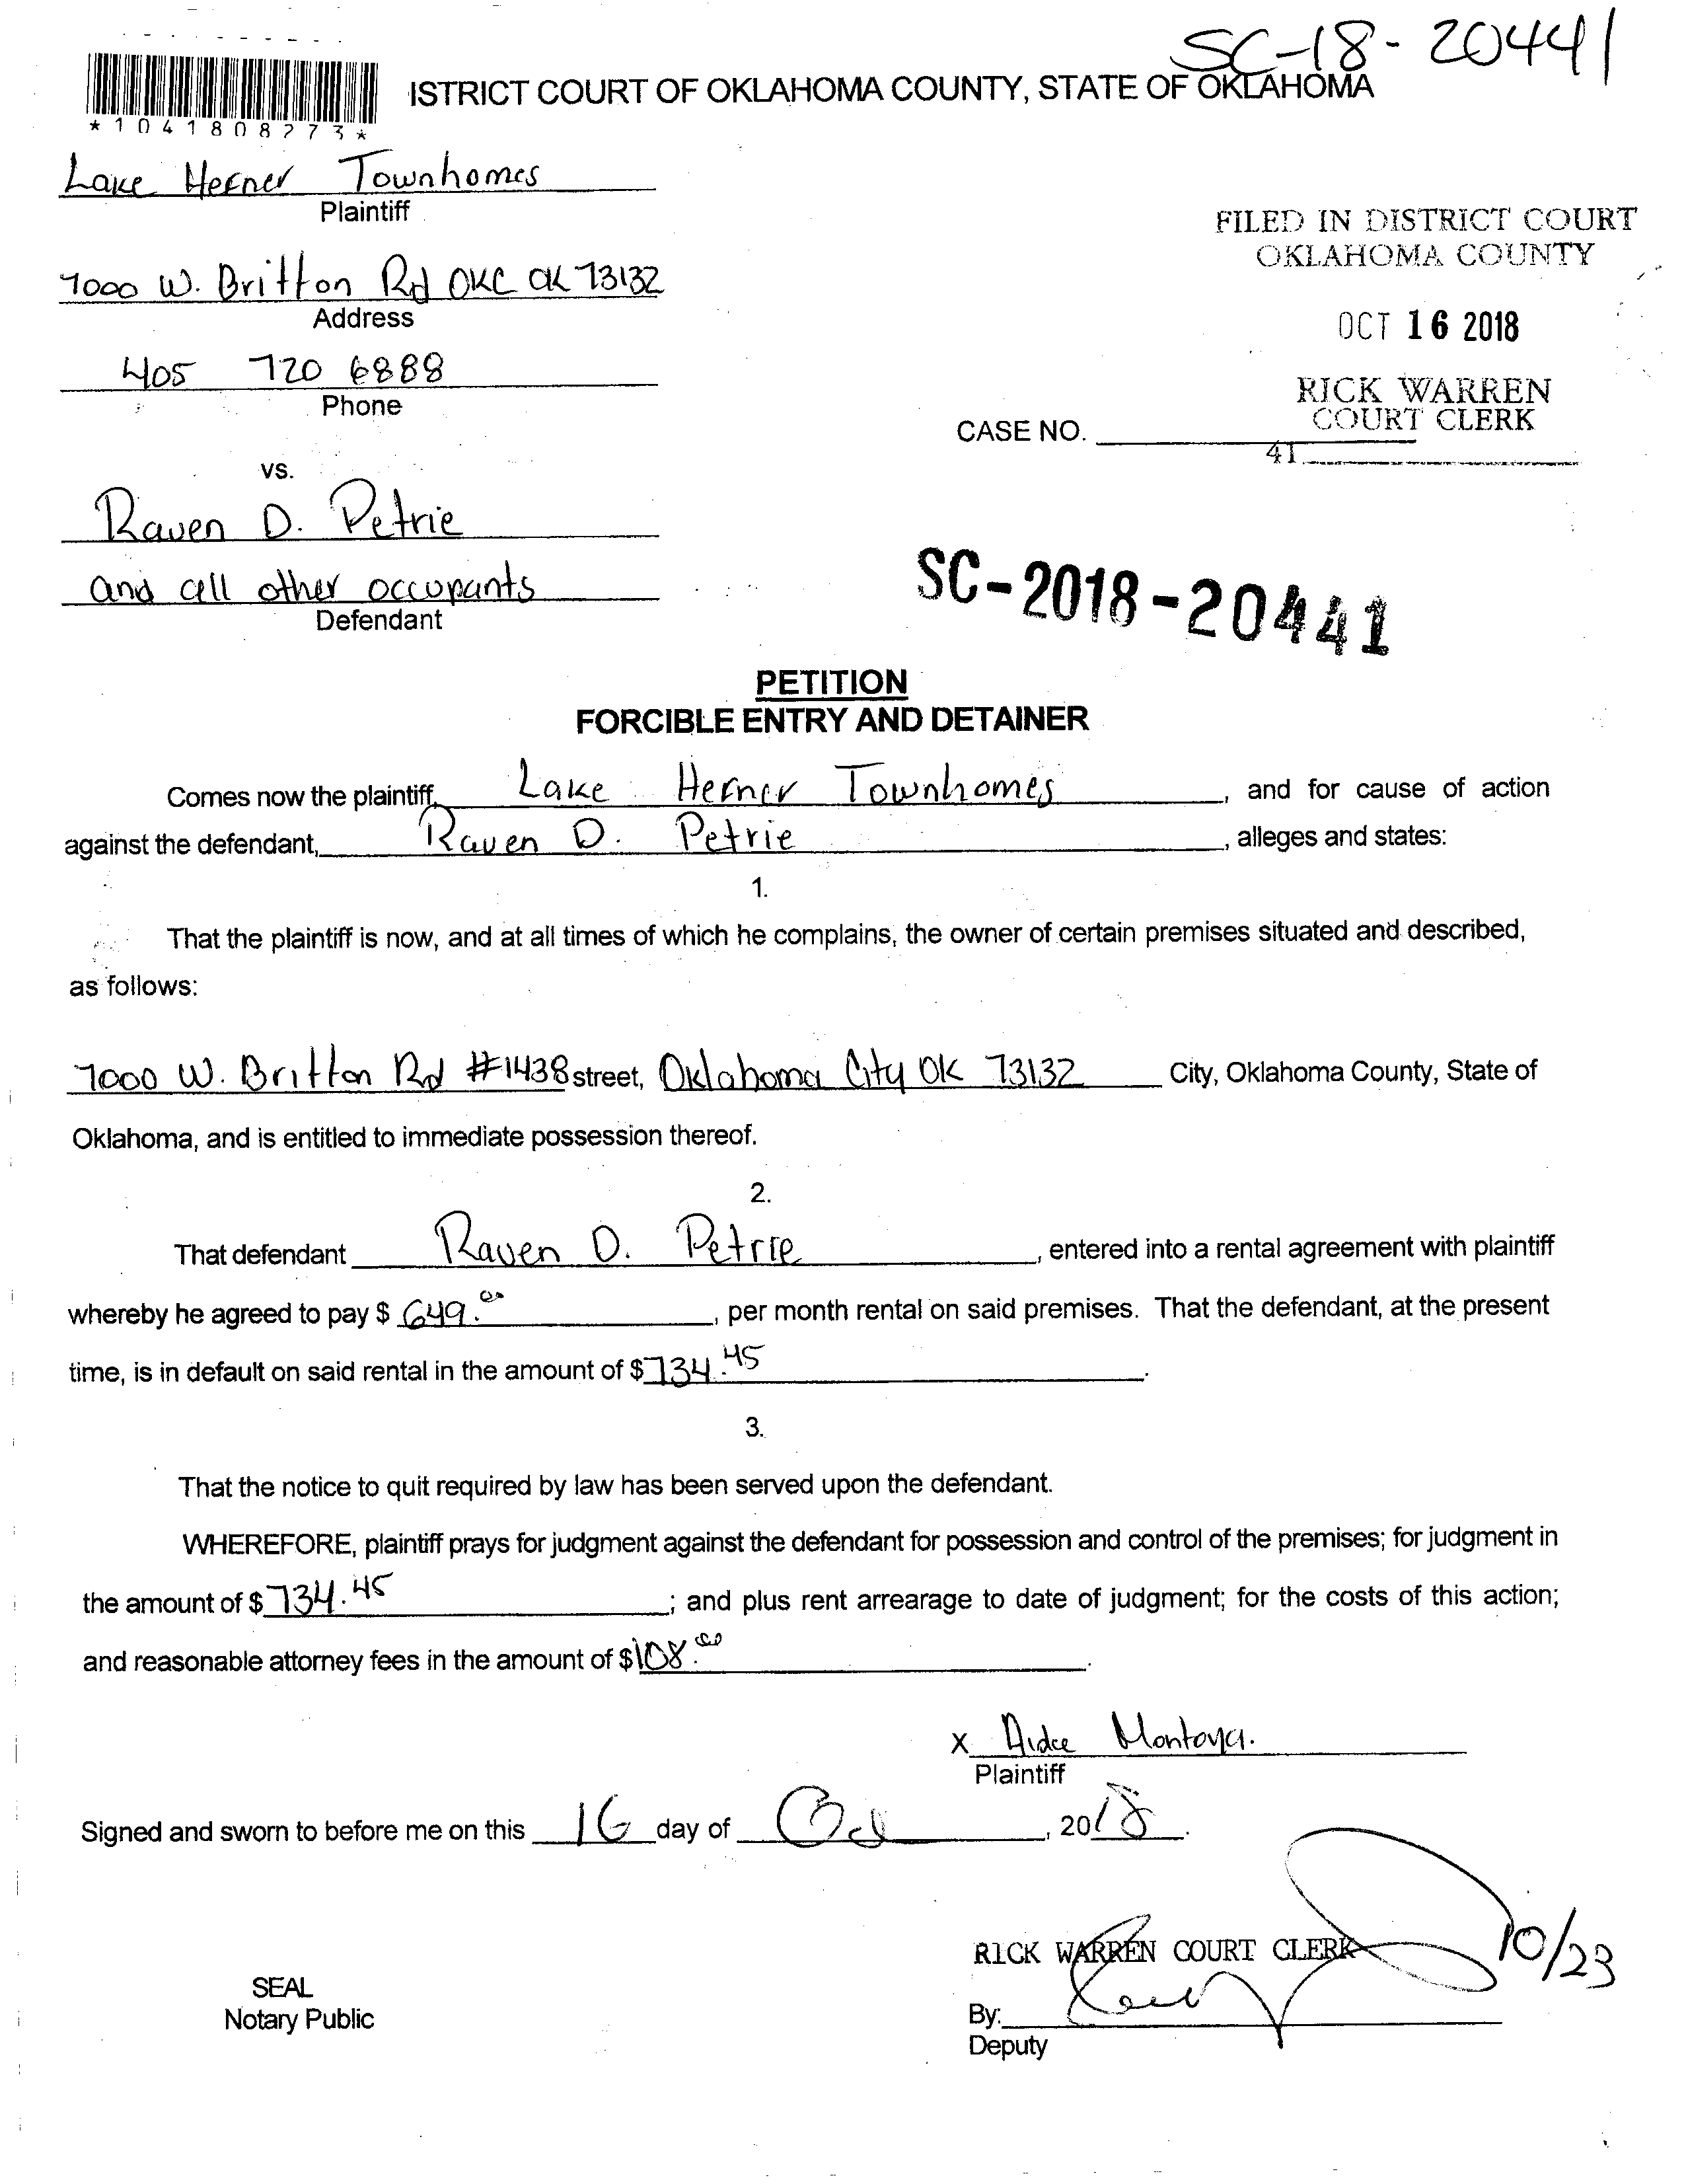 SC-18-20441
ISTRICT COURT OF OKLAHOMA COUNTY, STATE OF OKLAHOMA
*1041808273*
Lake Hefner Townhomes
Plaintiff
FILED IN DISTRICT COURT
OKLAHOMA COUNTY
7000 W. Britton Rd OKC OK 73132
Address
OCT 16 2018
405 720 6888
Phone
RICK WARREN
COURT CLERK
CASE NO.
41
vs.
Raven D. Petrie
and all other occupants
Defendant
SC-2018-20441
PETITION
FORCIBLE ENTRY AND DETAINER
Comes now the plaintiff, Lake Hefner Townhomes, and for cause of action
against the defendant, Raven D. Petrie, alleges and states:
1.
That the plaintiff is now, and at all times of which he complains, the owner of certain premises situated and described,
as follows:
7000 W. Britton Rd #1438 street, Oklahoma City OK 73132 City, Oklahoma County, State of
Oklahoma, and is entitled to immediate possession thereof.
2.
That defendant Raven D. Petrie, entered into a rental agreement with plaintiff
whereby he agreed to pay $ 649.00, per month rental on said premises. That the defendant, at the present
time, is in default on said rental in the amount of $ 734.45.
3.
That the notice to quit required by law has been served upon the defendant.
WHEREFORE, plaintiff prays for judgment against the defendant for possession and control of the premises; for judgment in
the amount of $ 734.45; and plus rent arrearage to date of judgment; for the costs of this action;
and reasonable attorney fees in the amount of $ 108.00.
X Aidee Montoya.
Plaintiff
Signed and sworn to before me on this 16 day of Oct, 2018.
RICK WARREN COURT CLERK
10/23
SEAL
Notary Public
By:
Deputy